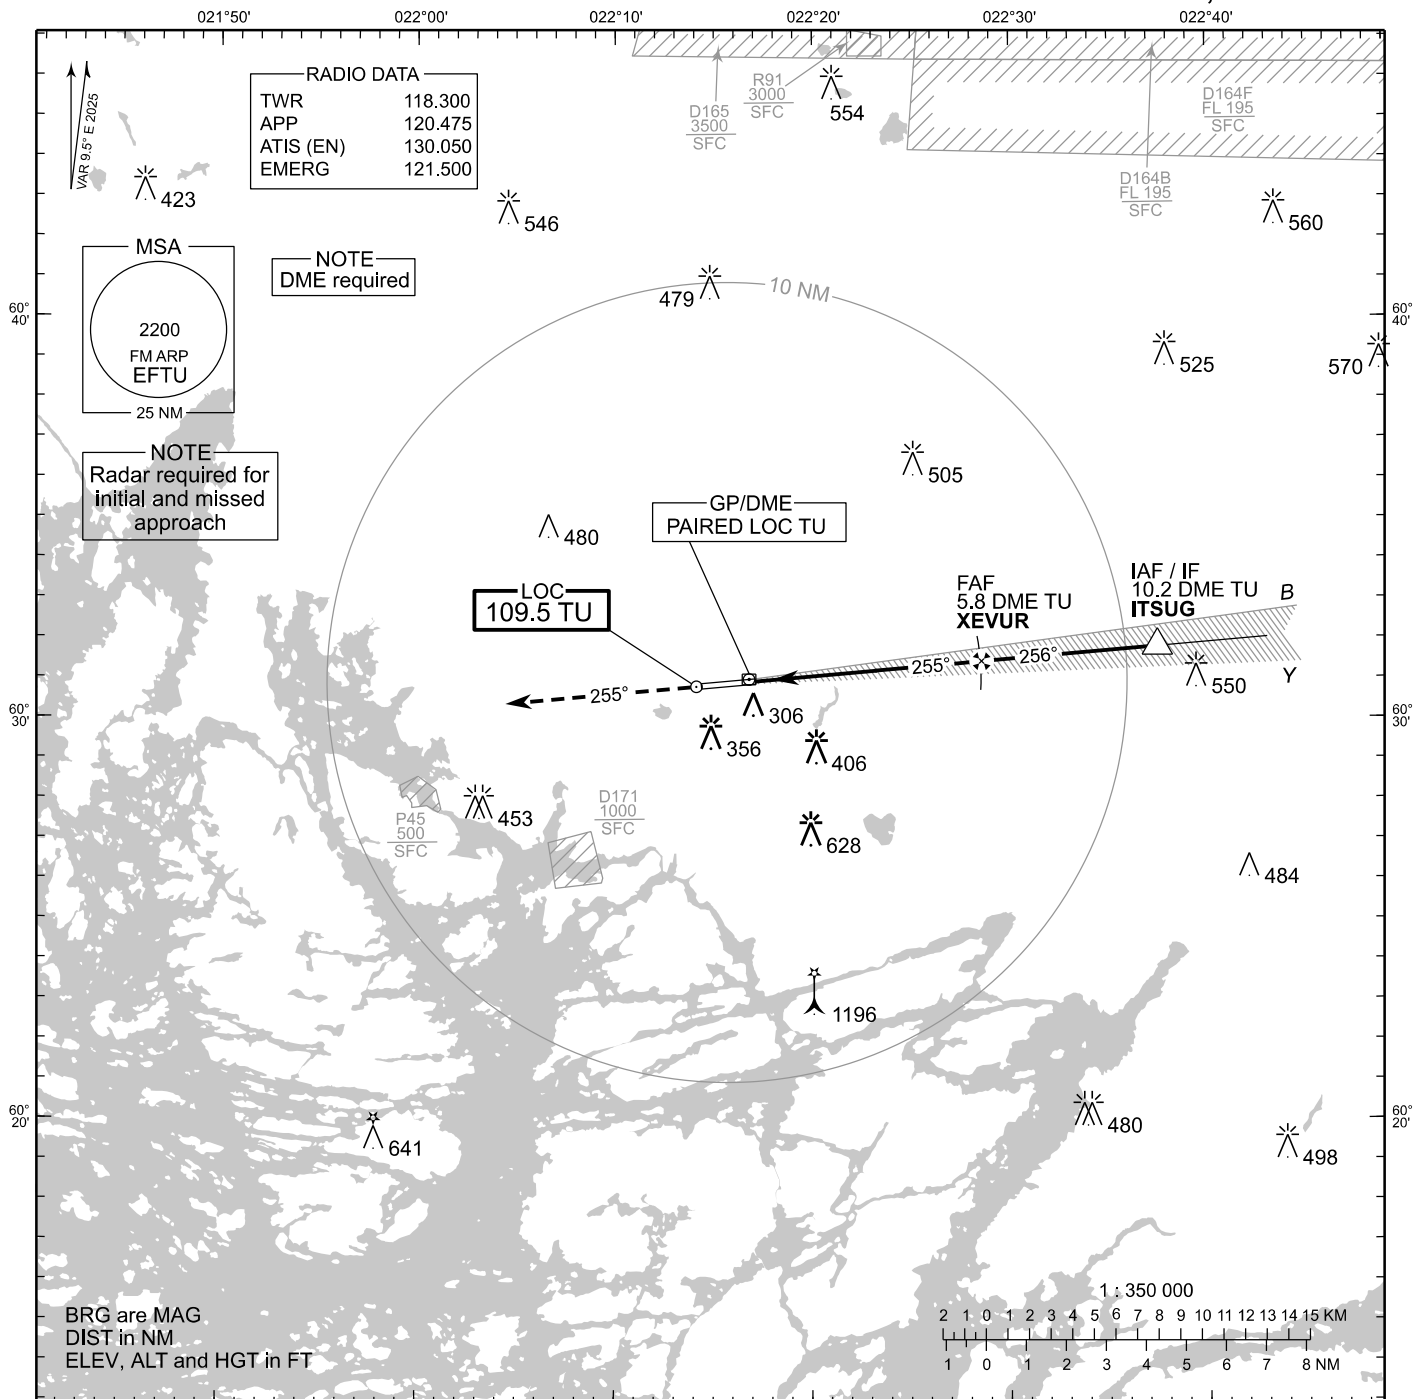 021°50' 022°00' 022°10' 022°20' 022°30' 022°40'
VAR 9.5° E 2025
RADIO DATA
TWR 118.300
APP 120.475
ATIS (EN) 130.050
EMERG 121.500
D165
3500
SFC
R91
3000
SFC
554
D164F
FL 195
SFC
D164B
FL 195
SFC
423
546
560
MSA
2200
FM ARP
EFTU
25 NM
NOTE
DME required
479
10 NM
60°
40'
60°
40'
525
570
NOTE
Radar required for
initial and missed
approach
505
480
GP/DME
PAIRED LOC TU
LOC
109.5 TU
FAF
5.8 DME TU
XEVUR
IAF / IF
10.2 DME TU
ITSUG
B
255°
255°
256°
Y
550
60°
30'
60°
30'
306
356
406
453
P45
500
SFC
D171
1000
SFC
628
484
1196
60°
20'
60°
20'
641
480
498
BRG are MAG
DIST in NM
ELEV, ALT and HGT in FT
1 : 350 000
2 1 0 1 2 3 4 5 6 7 8 9 10 11 12 13 14 15 KM
1 0 1 2 3 4 5 6 7 8 NM